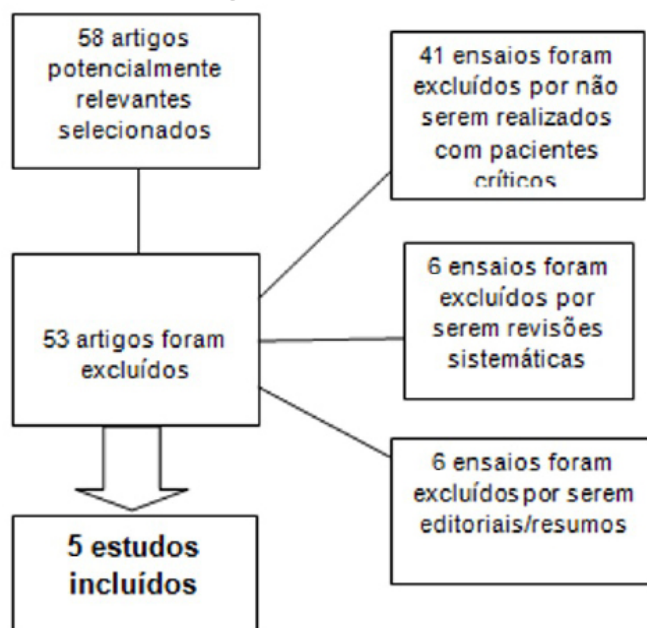 58 artigos
potencialmente
relevantes
selecionados
41 ensaios foram
excluídos por não
serem realizados
com pacientes
críticos
53 artigos foram
excluídos
6 ensaios foram
excluídos por
serem revisões
sistemáticas
6 ensaios foram
excluídos por serem
editoriais/resumos
5 estudos
incluídos